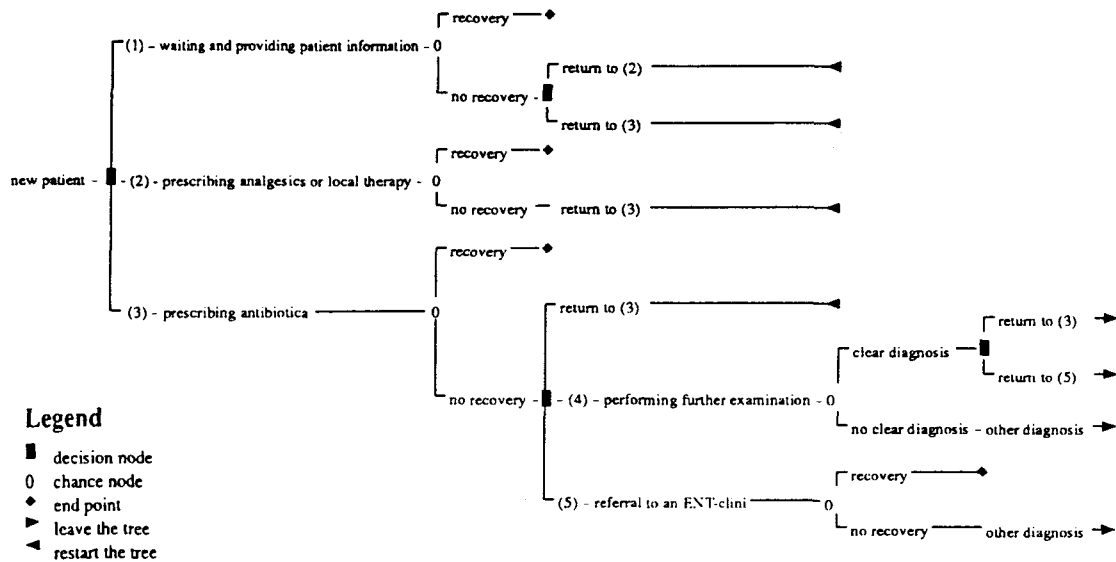 recovery
(1) - waiting and providing patient information - 0
return to (2)
no recovery -
return to (3)
recovery
new patient - - (2) - prescribing analgesics or local therapy - 0
no recovery - return to (3)
recovery
(3) - prescribing antibiotica 0
return to (3)
return to (3)
clear diagnosis
return to (5)
no recovery - - (4) - performing further examination - 0
no clear diagnosis - other diagnosis
recovery
(5) - referral to an ENT-clini 0
no recovery other diagnosis
Legend
decision node
0 chance node
end point
leave the tree
restart the tree